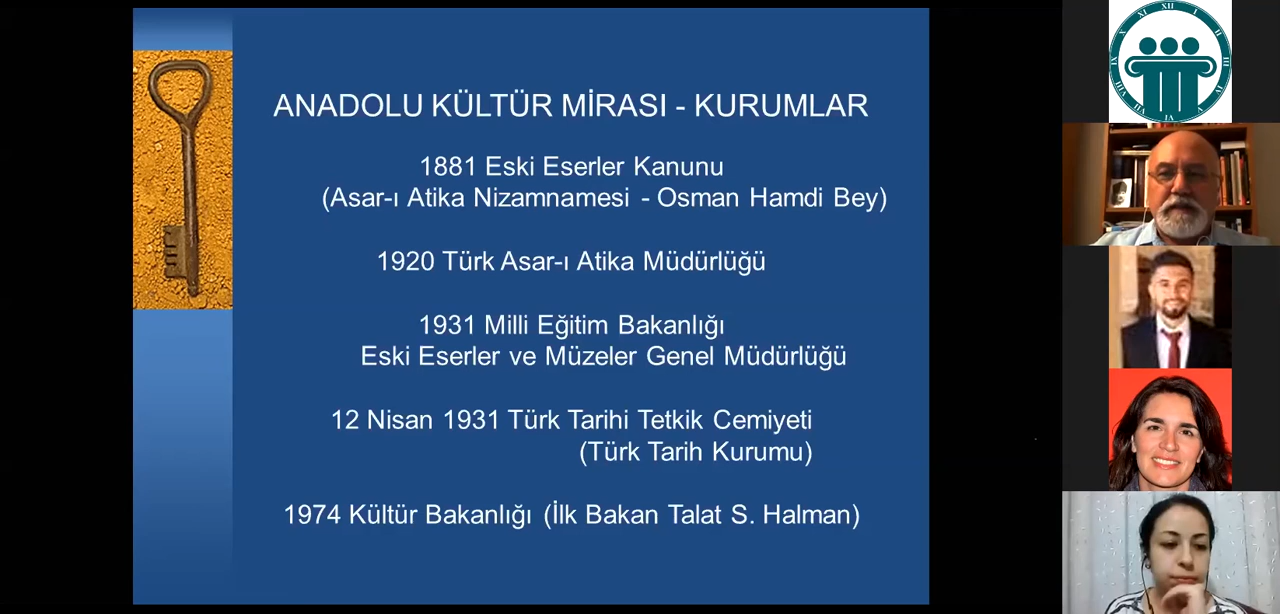 ANADOLU KÜLTÜR MİRASI - KURUMLAR
1881 Eski Eserler Kanunu
(Asar-ı Atika Nizamnamesi - Osman Hamdi Bey)
1920 Türk Asar-ı Atika Müdürlüğü
1931 Milli Eğitim Bakanlığı
Eski Eserler ve Müzeler Genel Müdürlüğü
12 Nisan 1931 Türk Tarihi Tetkik Cemiyeti
(Türk Tarih Kurumu)
1974 Kültür Bakanlığı (İlk Bakan Talat S. Halman)